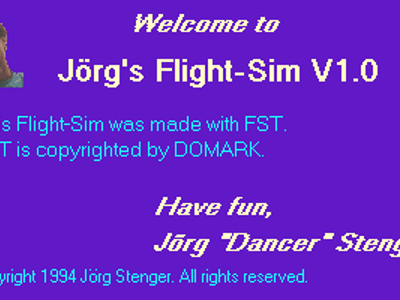 Welcome to
Jörg's Flight-Sim V1.0
s Flight-Sim was made with FST.
T is copyrighted by DOMARK.
Have fun,
Jörg "Dancer" Steng
yright 1994 Jörg Stenger. All rights reserved.